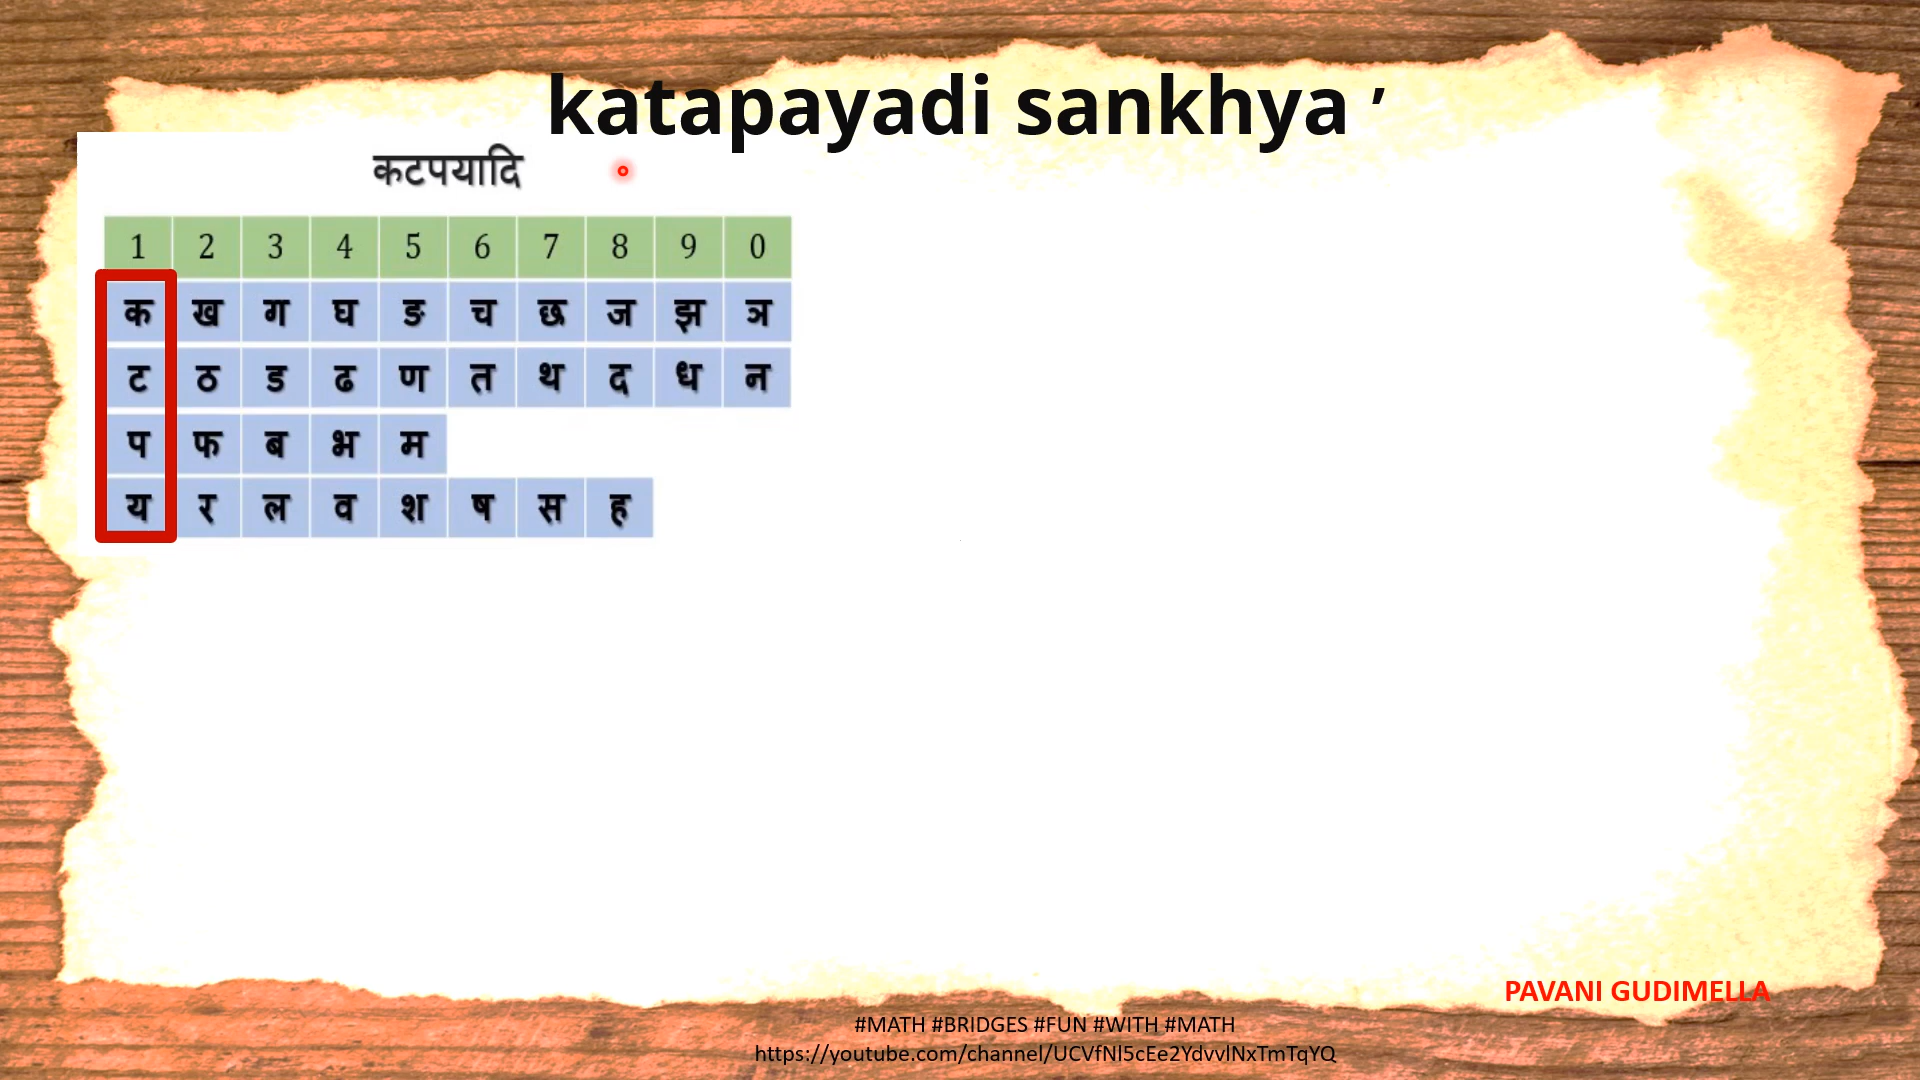 katapayadi sankhya ’
कटपयादि
1 2 3 4 5 6 7 8 9 0
क ख ग घ ङ च छ ज झ ञ
ट ठ ड ढ ण त थ द ध न
प फ ब भ म
य र ल व श ष स ह
PAVANI GUDIMELLA
#MATH #BRIDGES #FUN #WITH #MATH
https://youtube.com/channel/UCVfNl5cEe2YdvvlNxTmTqYQ